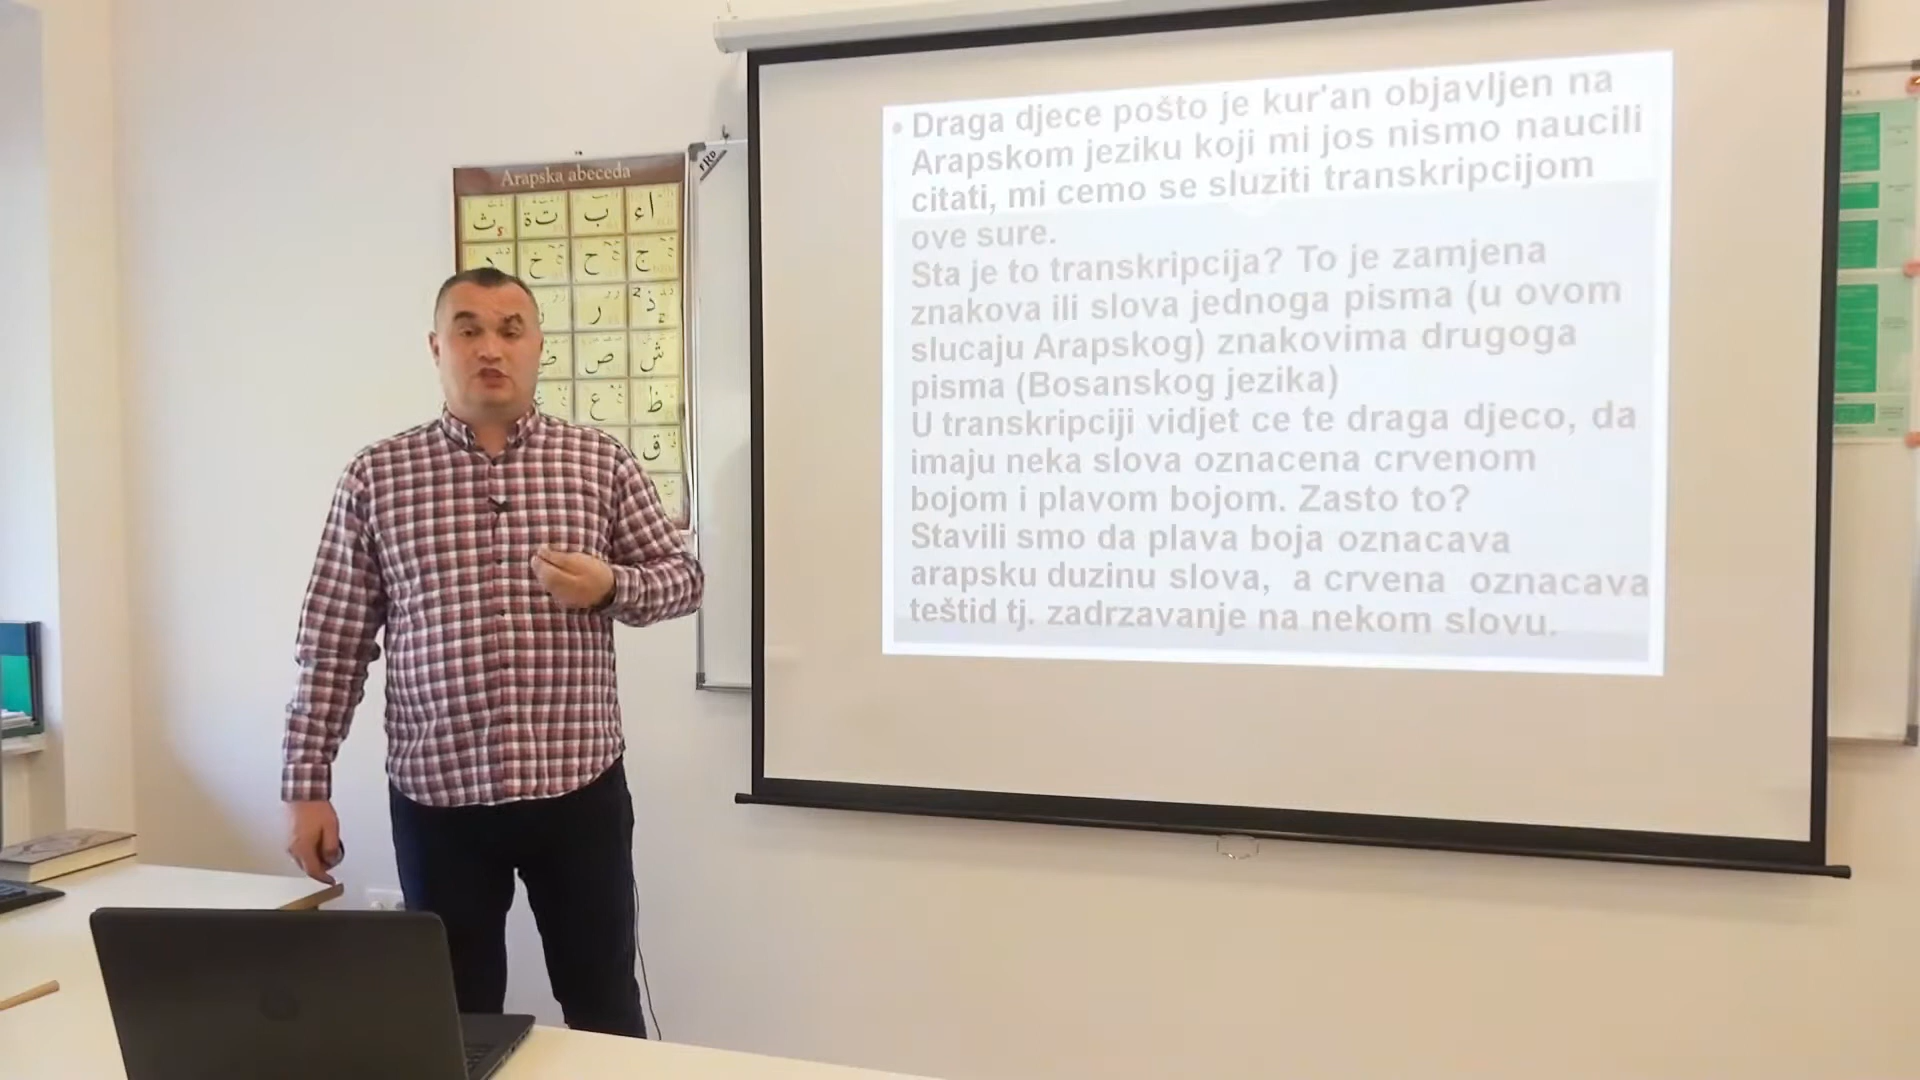 Arapska abeceda
ث ت ة ب ا ء
خ ح ج
ر ذ
ص ش
ع ظ
ق
• Draga djece pošto je kur'an objavljen na
Arapskom jeziku koji mi jos nismo naucili
citati, mi cemo se sluziti transkripcijom
ove sure.
Sta je to transkripcija? To je zamjena
znakova ili slova jednoga pisma (u ovom
slucaju Arapskog) znakovima drugoga
pisma (Bosanskog jezika)
U transkripciji vidjet ce te draga djeco, da
imaju neka slova oznacena crvenom
bojom i plavom bojom. Zasto to?
Stavili smo da plava boja oznacava
arapsku duzinu slova, a crvena oznacava
teštid tj. zadrzavanje na nekom slovu.